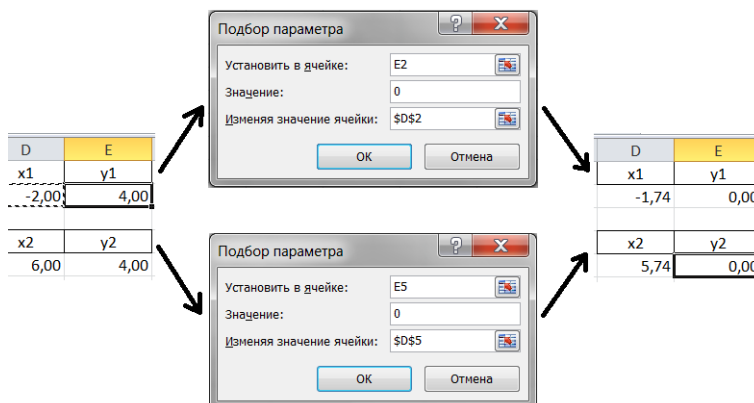 Подбор параметра
?
X
Установить в ячейке:
E2
Значение:
0
Изменяя значение ячейки:
$D$2
ОК
Отмена
D
E
x1
y1
-2,00
4,00
x2
y2
6,00
4,00
D
E
x1
y1
-1,74
0,00
x2
y2
5,74
0,00
Подбор параметра
?
X
Установить в ячейке:
E5
Значение:
0
Изменяя значение ячейки:
$D$5
ОК
Отмена